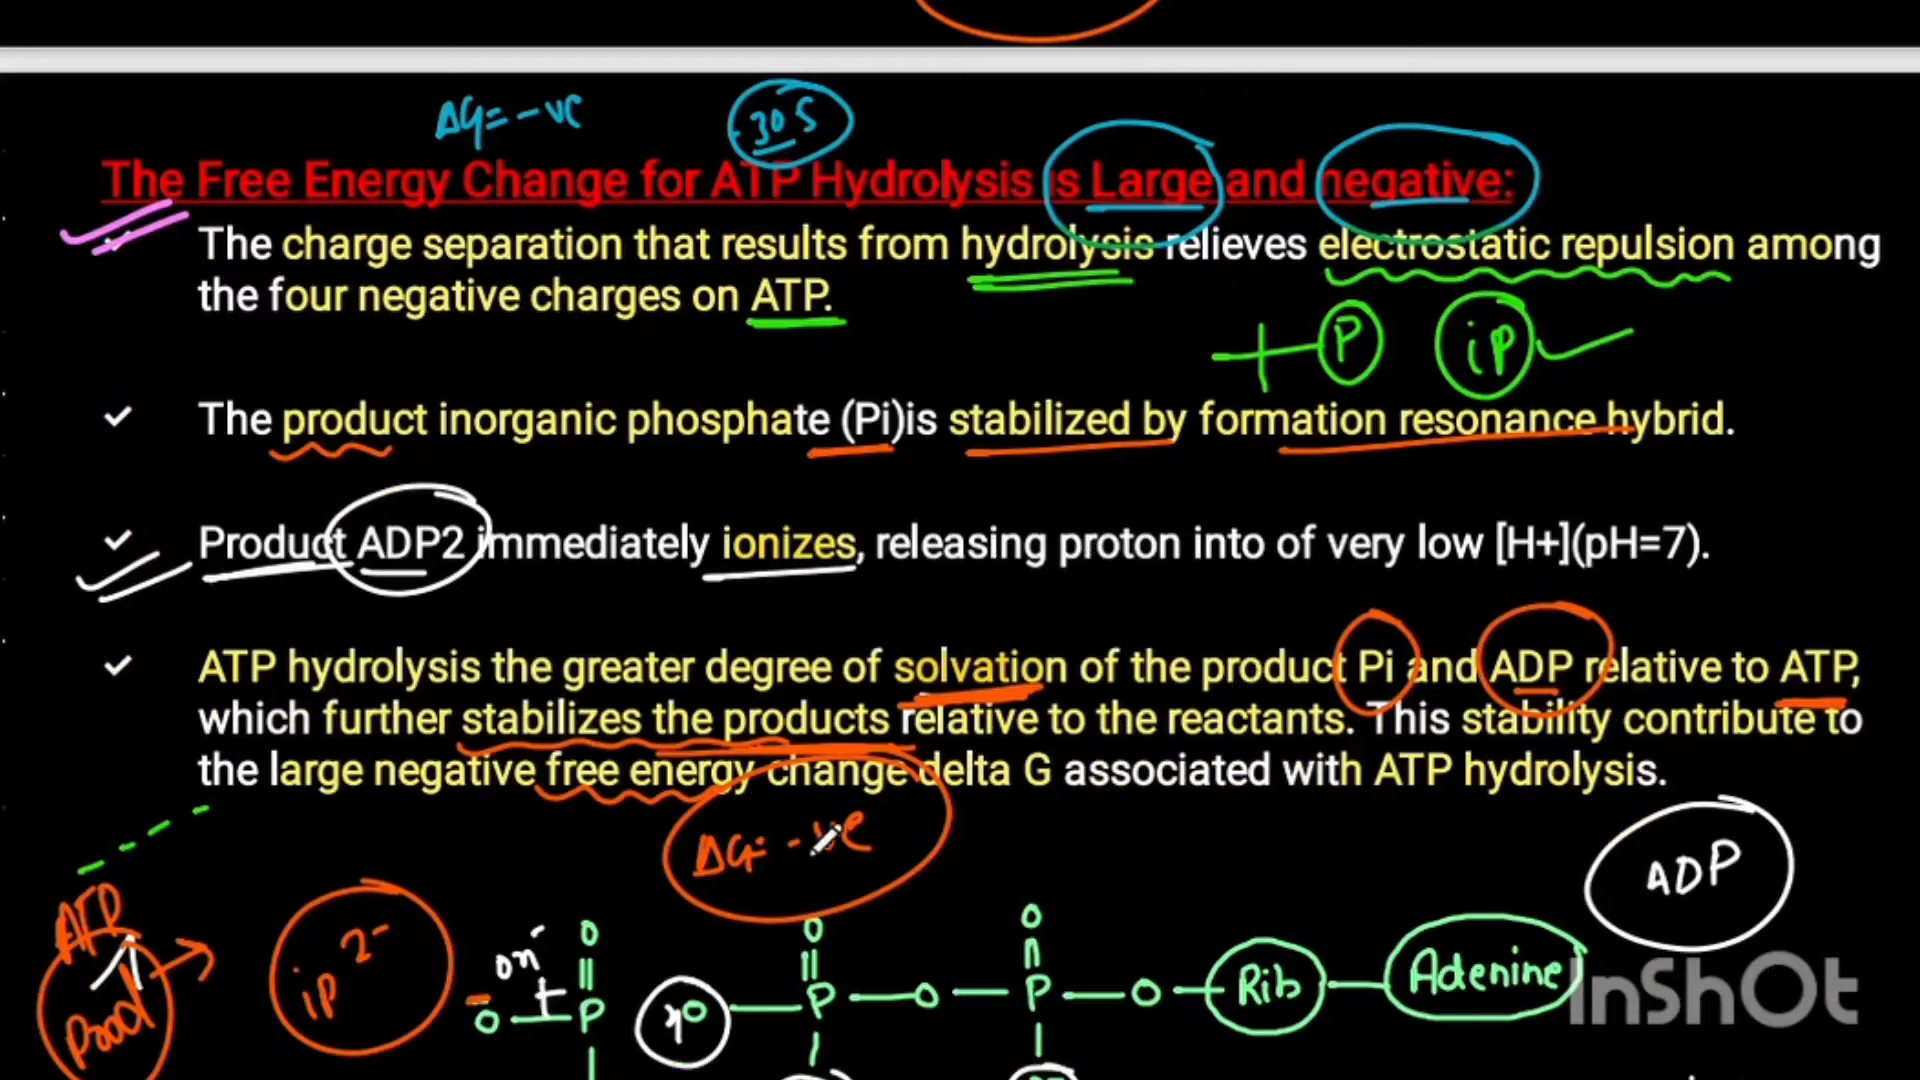 ΔG = -ve
-30 5
The Free Energy Change for ATP Hydrolysis is Large and negative:
The charge separation that results from hydrolysis relieves electrostatic repulsion among
the four negative charges on ATP.
P iP
The product inorganic phosphate (Pi)is stabilized by formation resonance hybrid.
Product ADP2 immediately ionizes, releasing proton into of very low [H+](pH=7).
ATP hydrolysis the greater degree of solvation of the product Pi and ADP relative to ATP,
which further stabilizes the products relative to the reactants. This stability contribute to
the large negative free energy change delta G associated with ATP hydrolysis.
ΔG = -ve
ADP
ATP
iP 2-
O O O
O P O P O P O Rib Adenine
InShOt